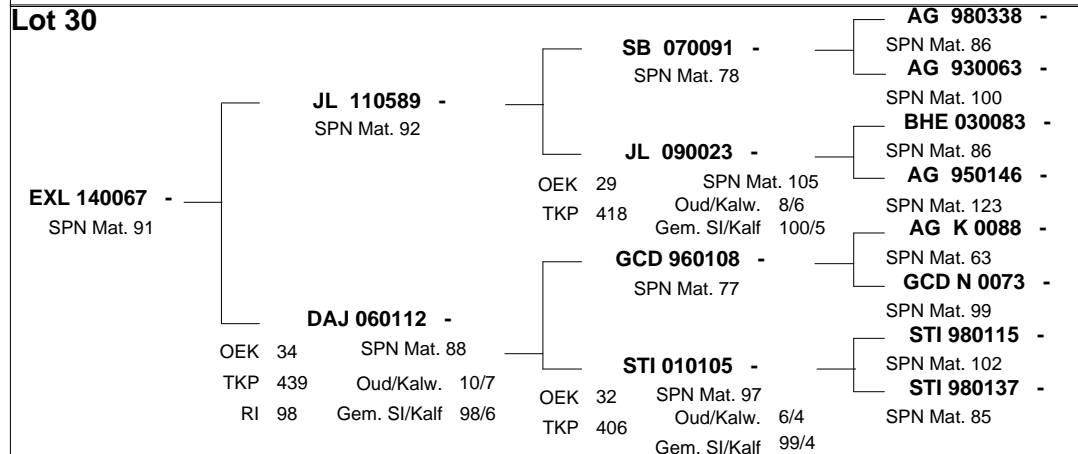 Lot 30
EXL 140067 -
SPN Mat. 91
JL 110589 -
SPN Mat. 92
DAJ 060112 -
OEK 34 SPN Mat. 88
TKP 439 Oud/Kalw. 10/7
RI 98 Gem. SI/Kalf 98/6
SB 070091 -
SPN Mat. 78
JL 090023 -
OEK 29 SPN Mat. 105
TKP 418 Oud/Kalw. 8/6
Gem. SI/Kalf 100/5
GCD 960108 -
SPN Mat. 77
STI 010105 -
OEK 32 SPN Mat. 97
TKP 406 Oud/Kalw. 6/4
Gem. SI/Kalf 99/4
AG 980338 -
SPN Mat. 86
AG 930063 -
SPN Mat. 100
BHE 030083 -
SPN Mat. 86
AG 950146 -
SPN Mat. 123
AG K 0088 -
SPN Mat. 63
GCD N 0073 -
SPN Mat. 99
STI 980115 -
SPN Mat. 102
STI 980137 -
SPN Mat. 85